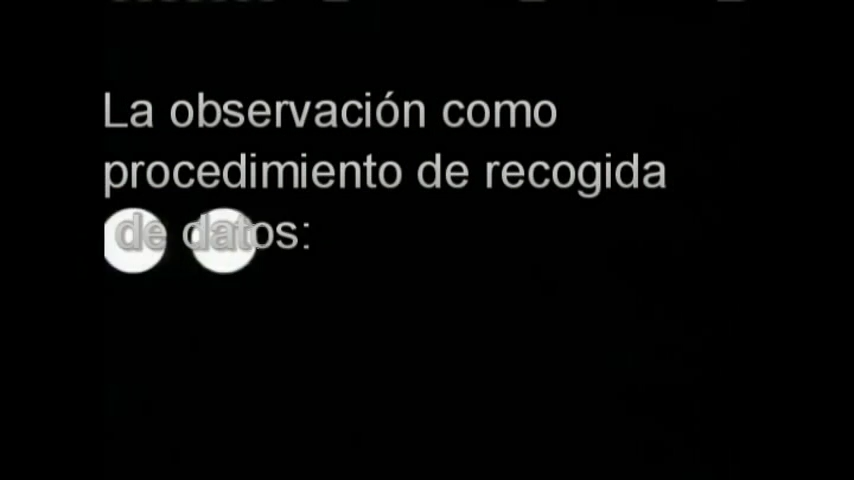 La observación como
procedimiento de recogida
de datos: